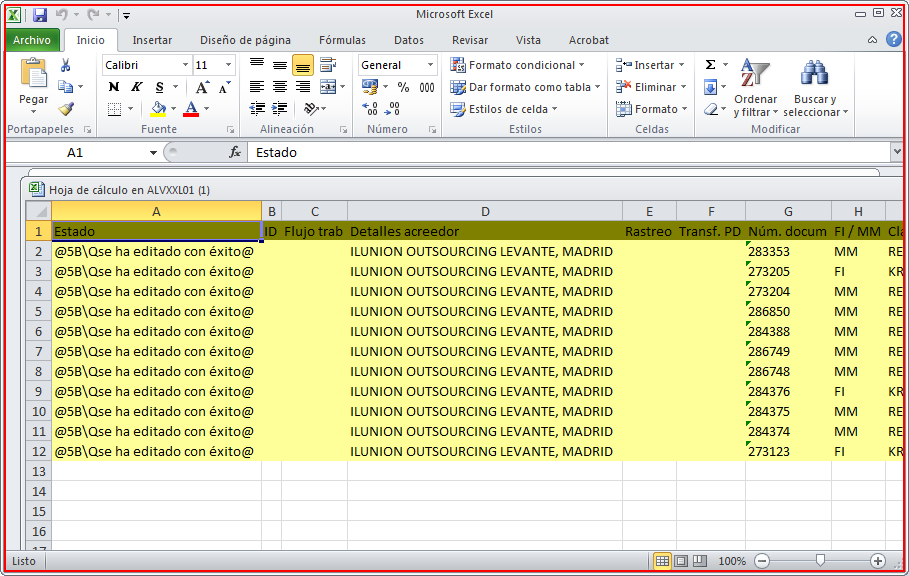 Microsoft Excel
Archivo Inicio Insertar Diseño de página Fórmulas Datos Revisar Vista Acrobat
Calibri 11 General Formato condicional Insertar Σ
Pegar N K S A A Dar formato como tabla Eliminar Ordenar y filtrar Buscar y seleccionar
% 000
A Estilos de celda Formato
Portapapeles Fuente Alineación Número Estilos Celdas Modificar
A1 fx Estado
Hoja de cálculo en ALVXXL01 (1)
A B C D E F G H
1 Estado ID Flujo trab Detalles acreedor Rastreo Transf. PD Núm. docum FI / MM Cla
2 @5B\Qse ha editado con éxito@ ILUNION OUTSOURCING LEVANTE, MADRID 283353 MM RE
3 @5B\Qse ha editado con éxito@ ILUNION OUTSOURCING LEVANTE, MADRID 273205 FI KR
4 @5B\Qse ha editado con éxito@ ILUNION OUTSOURCING LEVANTE, MADRID 273204 MM RE
5 @5B\Qse ha editado con éxito@ ILUNION OUTSOURCING LEVANTE, MADRID 286850 MM RE
6 @5B\Qse ha editado con éxito@ ILUNION OUTSOURCING LEVANTE, MADRID 284388 MM RE
7 @5B\Qse ha editado con éxito@ ILUNION OUTSOURCING LEVANTE, MADRID 286749 MM RE
8 @5B\Qse ha editado con éxito@ ILUNION OUTSOURCING LEVANTE, MADRID 286748 MM RE
9 @5B\Qse ha editado con éxito@ ILUNION OUTSOURCING LEVANTE, MADRID 284376 FI KR
10 @5B\Qse ha editado con éxito@ ILUNION OUTSOURCING LEVANTE, MADRID 284375 MM RE
11 @5B\Qse ha editado con éxito@ ILUNION OUTSOURCING LEVANTE, MADRID 284374 MM RE
12 @5B\Qse ha editado con éxito@ ILUNION OUTSOURCING LEVANTE, MADRID 273123 FI KR
13
14
15
16
17
Listo 100%